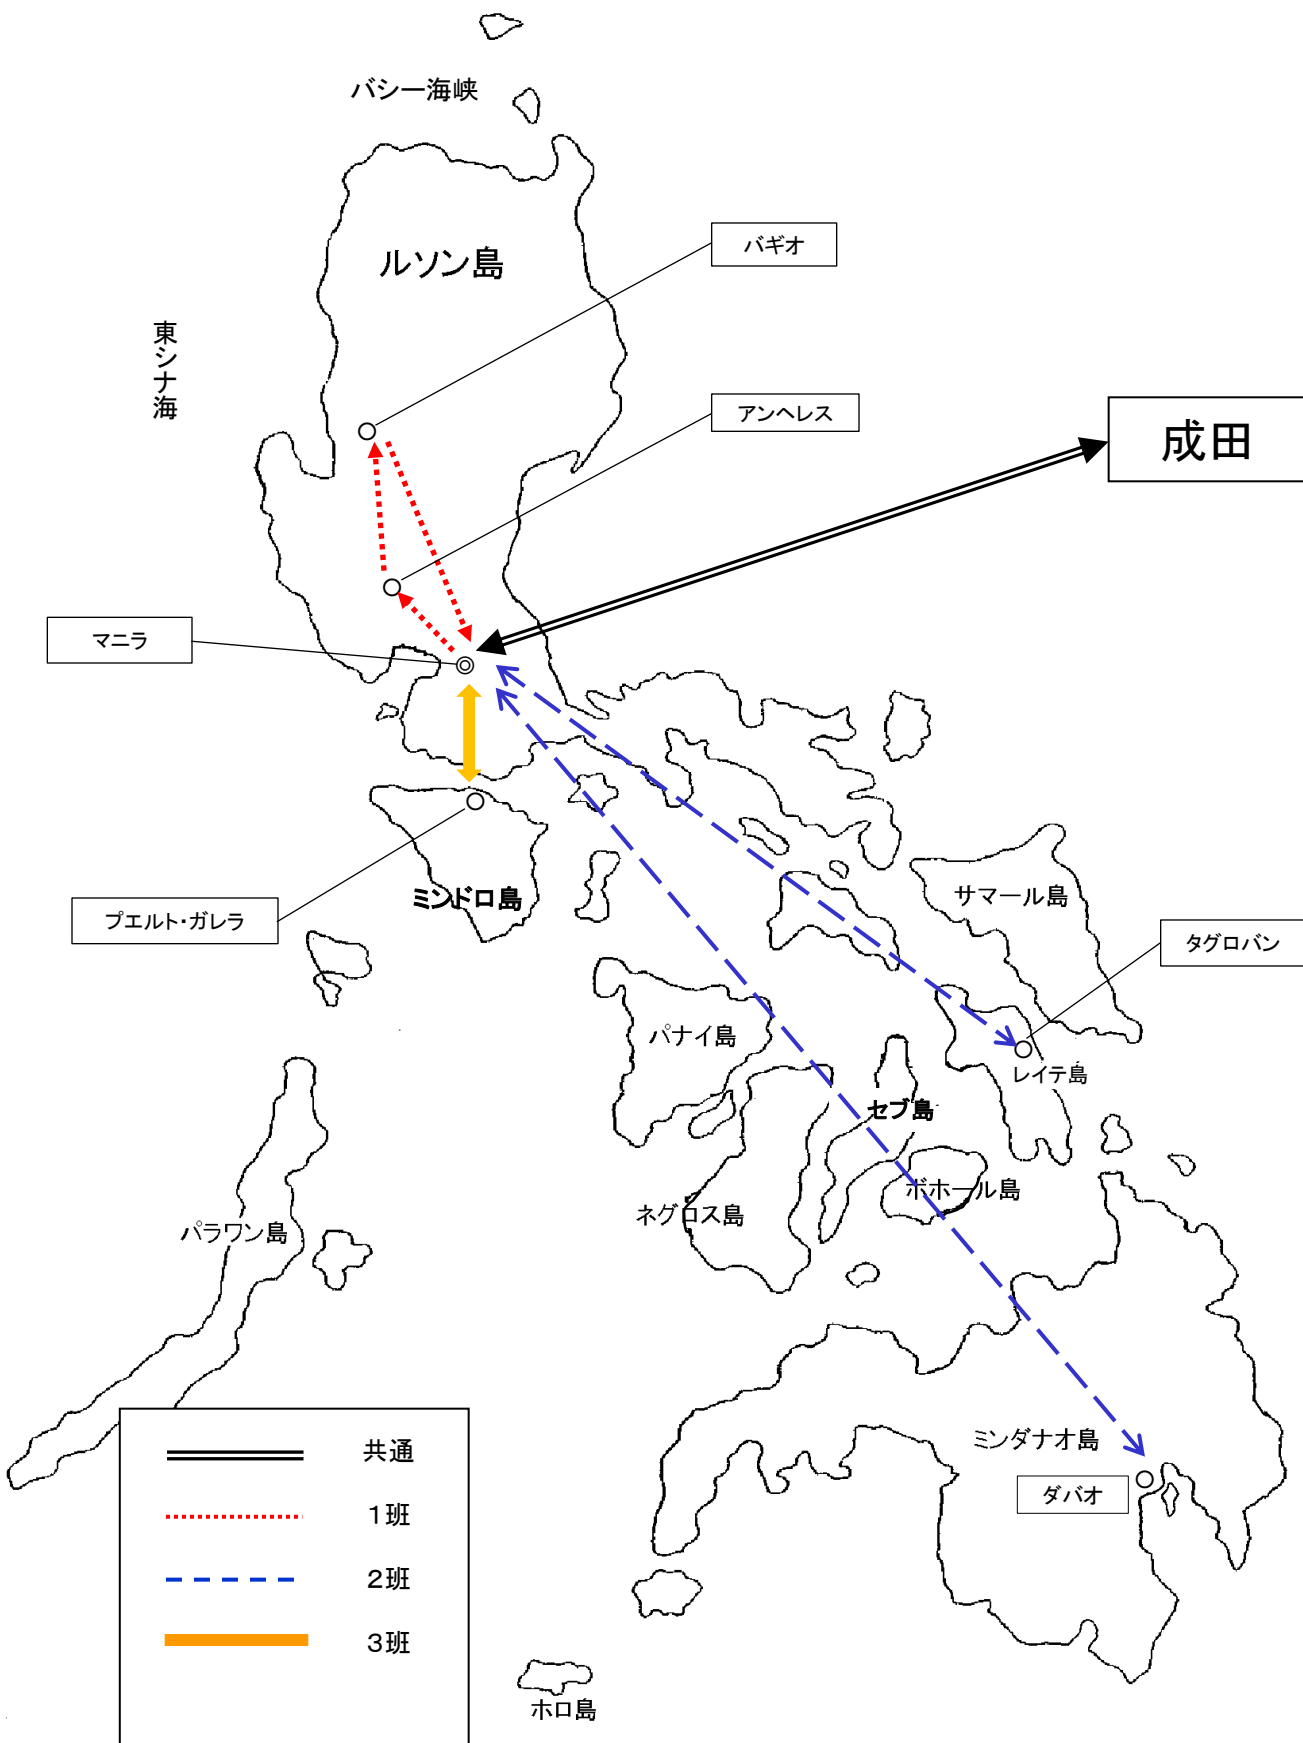 バシー海峡
ルソン島
バギオ
東シナ海
アンヘレス
成田
マニラ
サマール島
ミンドロ島
プエルト・ガレラ
タグロバン
パナイ島
レイテ島
セブ島
ボホール島
ネグロス島
パラワン島
ミンダナオ島
ダバオ
共通
1班
2班
3班
ホロ島